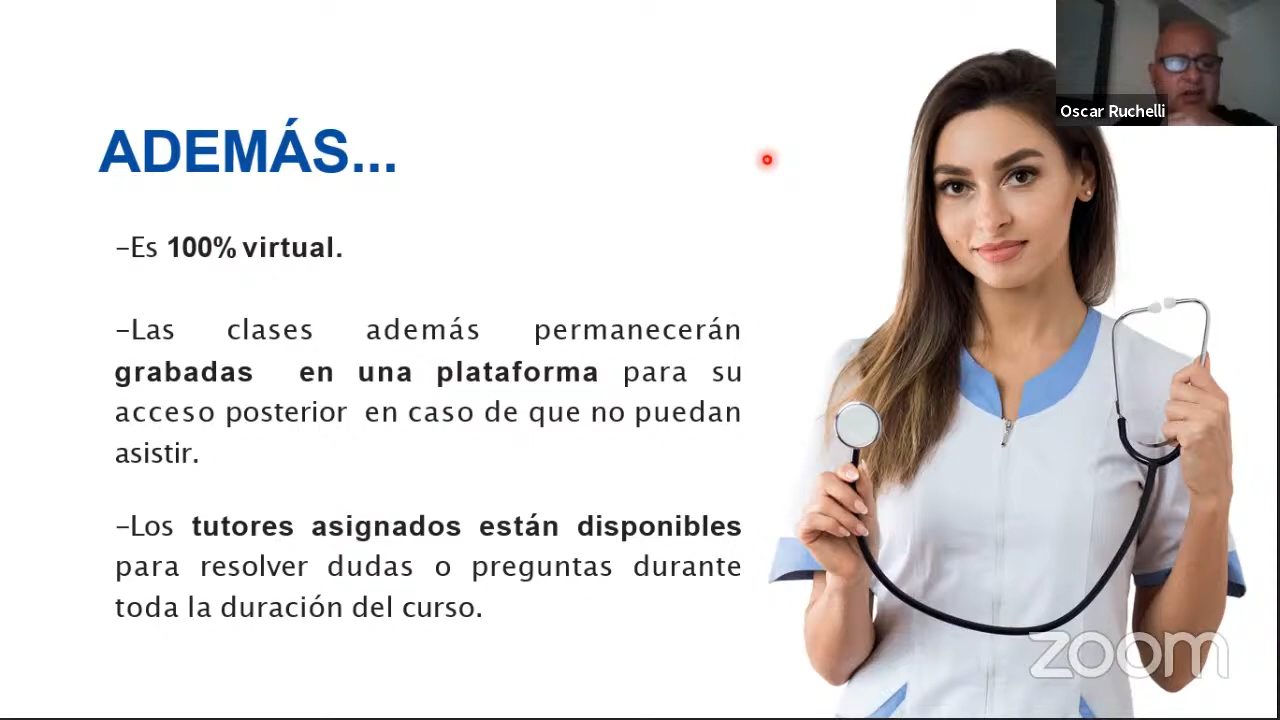 Oscar Ruchelli
ADEMÁS...
-Es 100% virtual.
-Las clases además permanecerán
grabadas en una plataforma para su
acceso posterior en caso de que no puedan
asistir.
-Los tutores asignados están disponibles
para resolver dudas o preguntas durante
toda la duración del curso.
zoom